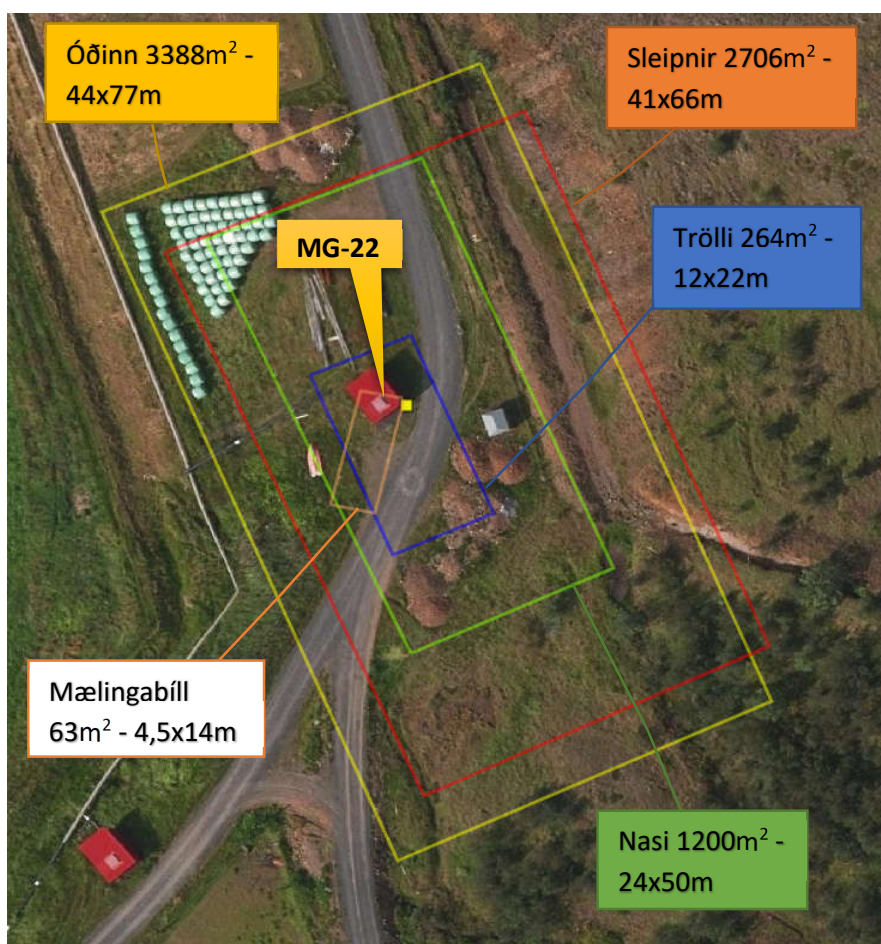 Óðinn 3388m² -
44x77m
Sleipnir 2706m² -
41x66m
Trölli 264m² -
12x22m
MG-22
Mælingabíll
63m² - 4,5x14m
Nasi 1200m² -
24x50m